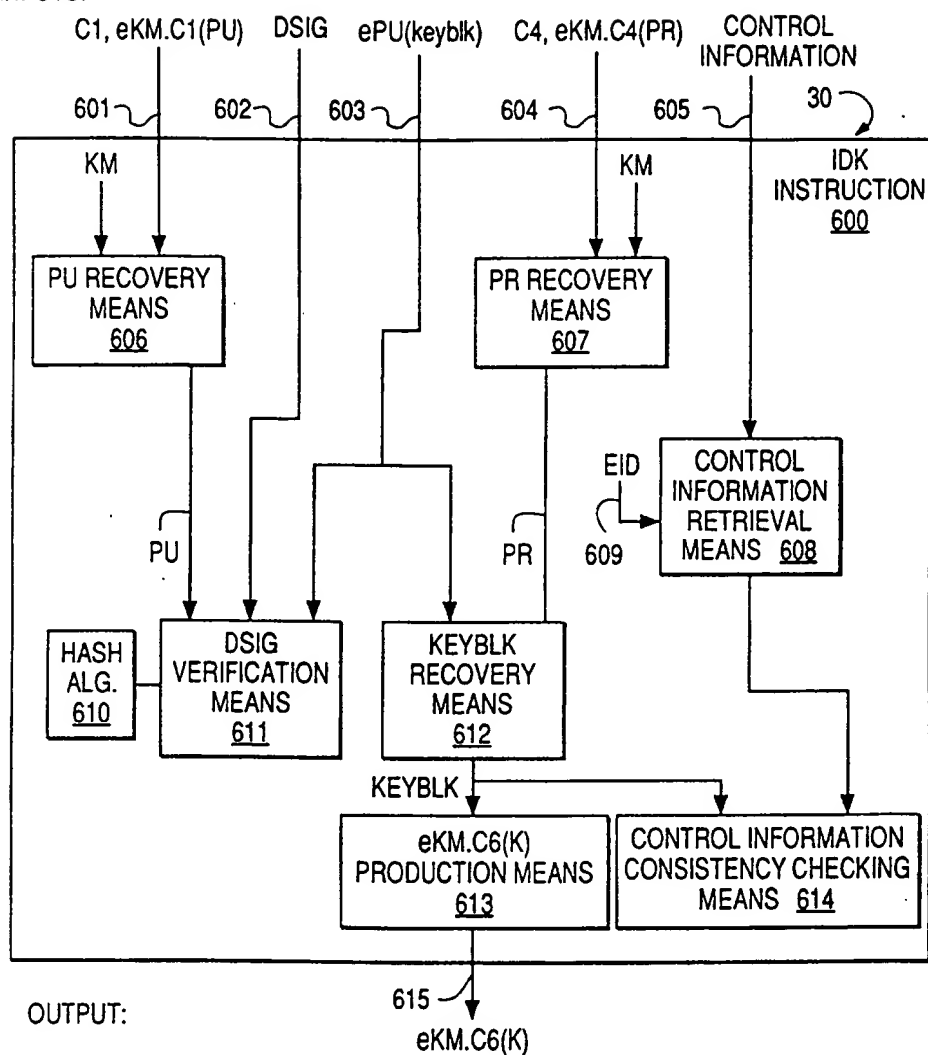 C1, eKM.C1(PU)
DSIG
ePU(keyblk)
C4, eKM.C4(PR)
CONTROL
INFORMATION
601
602
603
604
605
30
KM
KM
IDK
INSTRUCTION
600
PU RECOVERY
MEANS
606
PR RECOVERY
MEANS
607
EID
609
CONTROL
INFORMATION
RETRIEVAL
MEANS 608
PU
PR
HASH
ALG.
610
DSIG
VERIFICATION
MEANS
611
KEYBLK
RECOVERY
MEANS
612
KEYBLK
eKM.C6(K)
PRODUCTION MEANS
613
CONTROL INFORMATION
CONSISTENCY CHECKING
MEANS 614
615
OUTPUT:
eKM.C6(K)